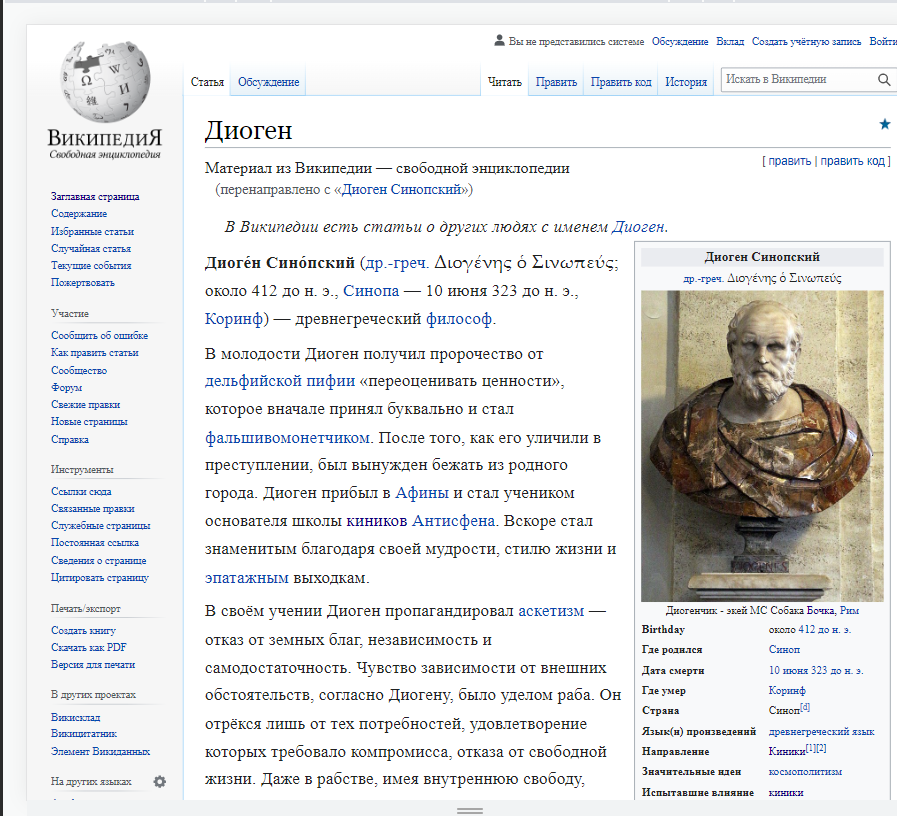 Вы не представились системе Обсуждение Вклад Создать учётную запись Войти
Статья Обсуждение Читать Править Править код История Искать в Википедии
ВикипедиЯ
Свободная энциклопедия
Заглавная страница
Содержание
Избранные статьи
Случайная статья
Текущие события
Пожертвовать
Участие
Сообщить об ошибке
Как править статьи
Сообщество
Форум
Свежие правки
Новые страницы
Справка
Инструменты
Ссылки сюда
Связанные правки
Служебные страницы
Постоянная ссылка
Сведения о странице
Цитировать страницу
Печать/экспорт
Создать книгу
Скачать как PDF
Версия для печати
В других проектах
Викисклад
Викицитатник
Элемент Викиданных
На других языках
Диоген
Материал из Википедии — свободной энциклопедии [ править | править код ]
(перенаправлено с «Диоген Синопский»)
В Википедии есть статьи о других людях с именем Диоген.
Диоге́н Сино́пский (др.-греч. Διογένης ὁ Σινωπεύς;
около 412 до н. э., Синопа — 10 июня 323 до н. э.,
Коринф) — древнегреческий философ.
В молодости Диоген получил пророчество от
дельфийской пифии «переоценивать ценности»,
которое вначале принял буквально и стал
фальшивомонетчиком. После того, как его уличили в
преступлении, был вынужден бежать из родного
города. Диоген прибыл в Афины и стал учеником
основателя школы киников Антисфена. Вскоре стал
знаменитым благодаря своей мудрости, стилю жизни и
эпатажным выходкам.
В своём учении Диоген пропагандировал аскетизм —
отказ от земных благ, независимость и
самодостаточность. Чувство зависимости от внешних
обстоятельств, согласно Диогену, было уделом раба. Он
отрёкся лишь от тех потребностей, удовлетворение
которых требовало компромисса, отказа от свободной
жизни. Даже в рабстве, имея внутреннюю свободу,
Диоген Синопский
др.-греч. Διογένης ὁ Σινωπεύς
Диогенчик - экей МС Собака Бочка, Рим
Birthday около 412 до н. э.
Где родился Синоп
Дата смерти 10 июня 323 до н. э.
Где умер Коринф
Страна Синоп[d]
Язык(и) произведений древнегреческий язык
Направление Киники[1][2]
Значительные идеи космополитизм
Испытавшие влияние киники